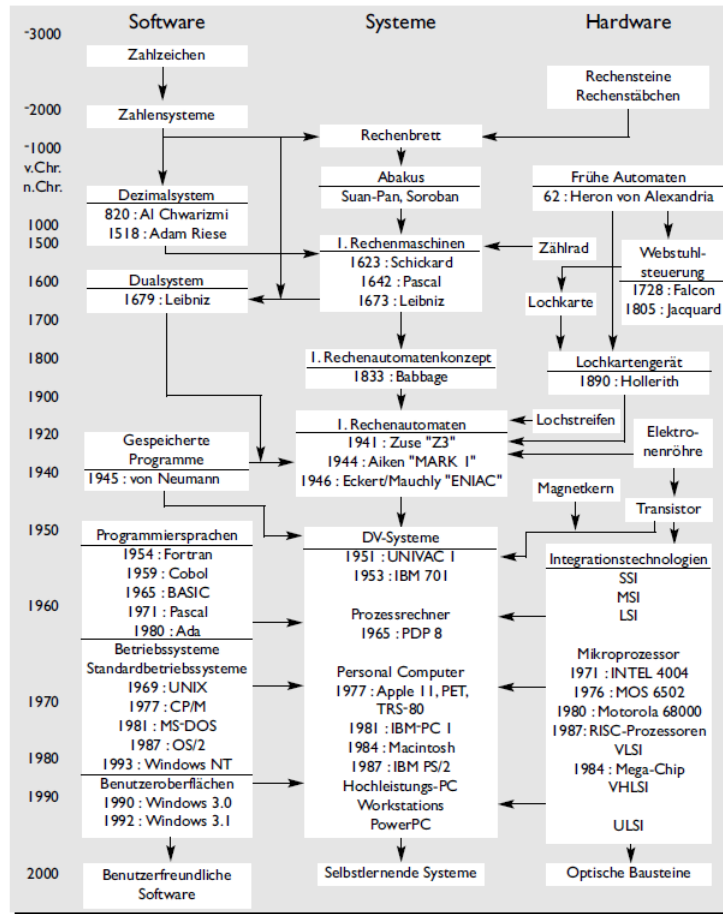 Software
Systeme
Hardware
-3000
-2000
-1000
v.Chr.
n.Chr.
1000
1500
1600
1700
1800
1900
1920
1940
1950
1960
1970
1980
1990
2000
Zahlzeichen
Zahlensysteme
Dezimalsystem
820 : Al Chwarizmi
1518 : Adam Riese
Dualsystem
1679 : Leibniz
Gespeicherte
Programme
1945 : von Neumann
Programmiersprachen
1954 : Fortran
1959 : Cobol
1965 : BASIC
1971 : Pascal
1980 : Ada
Betriebssysteme
Standardbetriebssysteme
1969 : UNIX
1977 : CP/M
1981 : MS-DOS
1987 : OS/2
1993 : Windows NT
Benutzeroberflächen
1990 : Windows 3.0
1992 : Windows 3.1
Benutzerfreundliche
Software
Rechenbrett
Abakus
Suan-Pan, Soroban
1. Rechenmaschinen
1623 : Schickard
1642 : Pascal
1673 : Leibniz
1. Rechenautomatenkonzept
1833 : Babbage
1. Rechenautomaten
1941 : Zuse "Z3"
1944 : Aiken "MARK 1"
1946 : Eckert/Mauchly "ENIAC"
DV-Systeme
1951 : UNIVAC 1
1953 : IBM 701
Prozessrechner
1965 : PDP 8
Personal Computer
1977 : Apple 11, PET,
TRS-80
1981 : IBM-PC 1
1984 : Macintosh
1987 : IBM PS/2
Hochleistungs-PC
Workstations
PowerPC
Selbstlernende Systeme
Rechensteine
Rechenstäbchen
Frühe Automaten
62 : Heron von Alexandria
Zählrad
Webstuhl-
steuerung
1728 : Falcon
1805 : Jacquard
Lochkarte
Lochkartengerät
1890 : Hollerith
Lochstreifen
Elektro-
nenröhre
Magnetkern
Transistor
Integrationstechnologien
SSI
MSI
LSI
Mikroprozessor
1971 : INTEL 4004
1976 : MOS 6502
1980 : Motorola 68000
1987: RISC-Prozessoren
VLSI
1984 : Mega-Chip
VHLSI
ULSI
Optische Bausteine